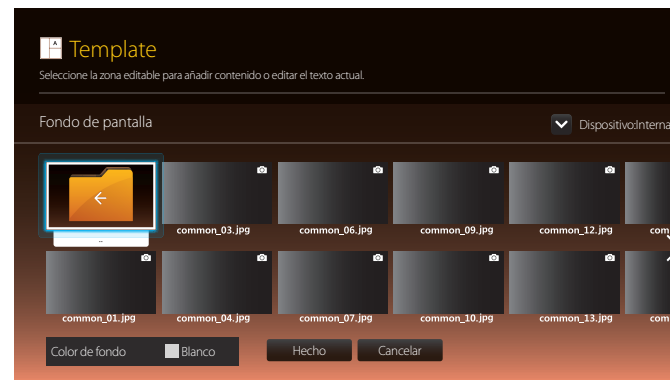 Template
Seleccione la zona editable para añadir contenido o editar el texto actual.
Fondo de pantalla
Dispositivo:Interna
..
common_03.jpg
common_06.jpg
common_09.jpg
common_12.jpg
com
common_01.jpg
common_04.jpg
common_07.jpg
common_10.jpg
common_13.jpg
com
Color de fondo
Blanco
Hecho
Cancelar